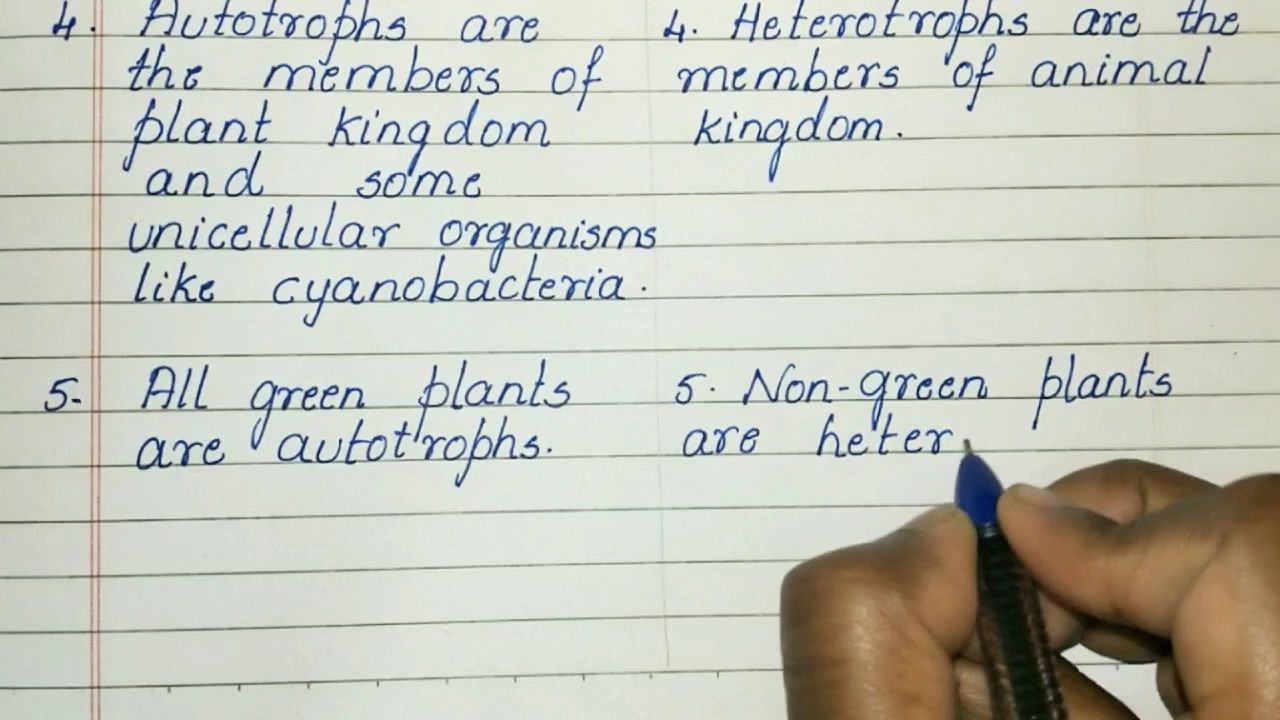 4. Autotrophs are
the members of
plant kingdom
and some
unicellular organisms
like cyanobacteria.
4. Heterotrophs are the
members of animal
kingdom.
5. All green plants
are autotrophs.
5. Non-green plants
are heter